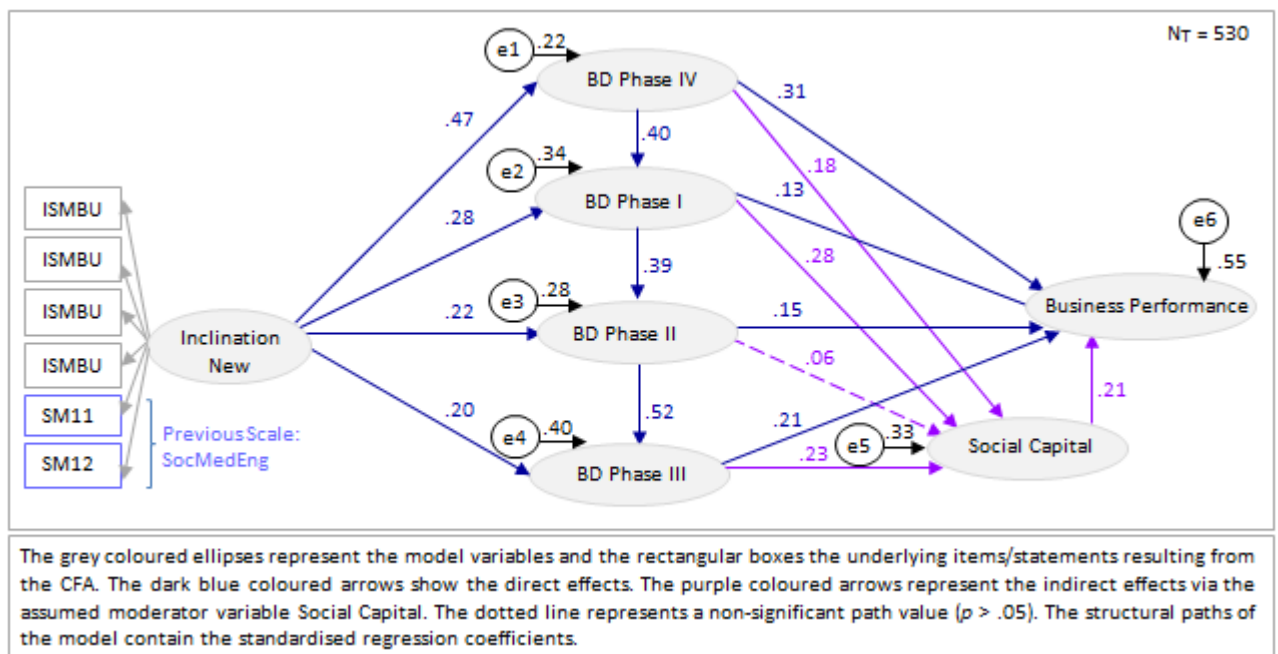 NT = 530
e1
.22
BD Phase IV
.31
.47
.40
.18
e2
.34
BD Phase I
.13
ISMBU
.28
.28
e6
ISMBU
.39
.55
e3
.28
ISMBU
.22
BD Phase II
.15
Business Performance
Inclination
New
.06
ISMBU
.21
SM11
.20
.52
.21
e4
.40
e5
.33
Previous Scale:
SocMedEng
SM12
BD Phase III
.23
Social Capital
The grey coloured ellipses represent the model variables and the rectangular boxes the underlying items/statements resulting from
the CFA. The dark blue coloured arrows show the direct effects. The purple coloured arrows represent the indirect effects via the
assumed moderator variable Social Capital. The dotted line represents a non-significant path value (p > .05). The structural paths of
the model contain the standardised regression coefficients.